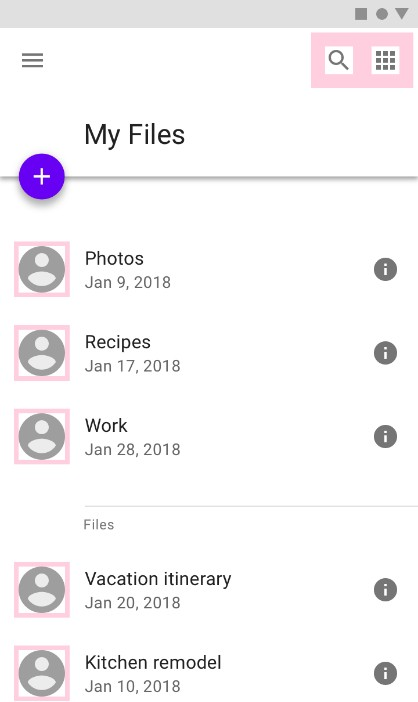 My Files
Photos
Jan 9, 2018
Recipes
Jan 17, 2018
Work
Jan 28, 2018
Files
Vacation itinerary
Jan 20, 2018
Kitchen remodel
Jan 10, 2018